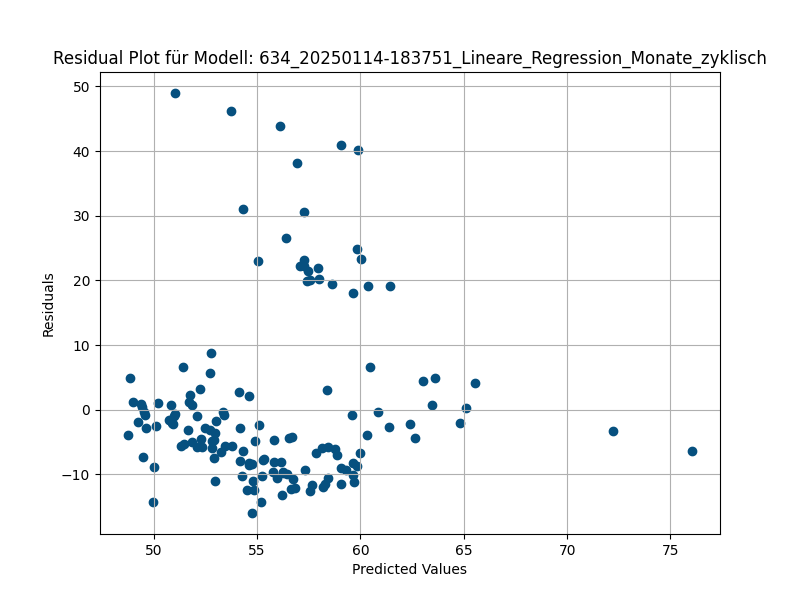 Residual Plot für Modell: 634_20250114-183751_Lineare_Regression_Monate_zyklisch
50
40
30
20
10
0
−10
Residuals
50 55 60 65 70 75
Predicted Values